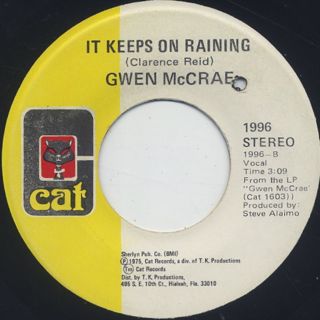 IT KEEPS ON RAINING
(Clarence Reid)
GWEN McCRAE
cat
1996
STEREO
1996-B
Vocal
Time 3:09
From the LP
"Gwen McCrae'
(Cat 1603))
Produced by:
Steve Alaimo
Sherlyn Pub. Co. (BMI)
Ⓟ 1975, Cat Records, a div. of T. K. Productions
TM Cat Records
Dist. by T. K. Productions,
495 S. E. 10th Ct., Hialeah, Fla. 33010